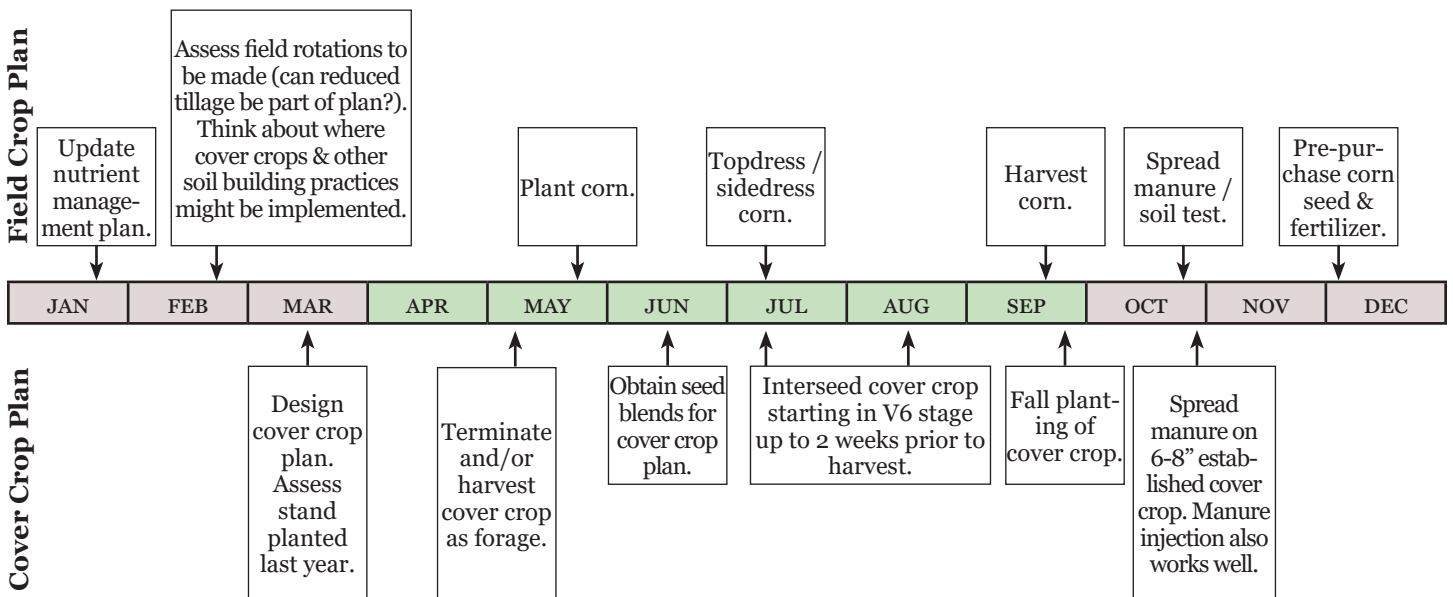 Field Crop Plan
Update
nutrient
manage-
ment plan.
Assess field rotations to
be made (can reduced
tillage be part of plan?).
Think about where
cover crops & other
soil building practices
might be implemented.
Plant corn.
Topdress /
sidedress
corn.
Harvest
corn.
Spread
manure /
soil test.
Pre-pur-
chase corn
seed &
fertilizer.
JAN FEB MAR APR MAY JUN JUL AUG SEP OCT NOV DEC
Cover Crop Plan
Design
cover crop
plan.
Assess
stand
planted
last year.
Terminate
and/or
harvest
cover crop
as forage.
Obtain seed
blends for
cover crop
plan.
Interseed cover crop
starting in V6 stage
up to 2 weeks prior to
harvest.
Fall plant-
ing of
cover crop.
Spread
manure on
6-8” estab-
lished cover
crop. Manure
injection also
works well.